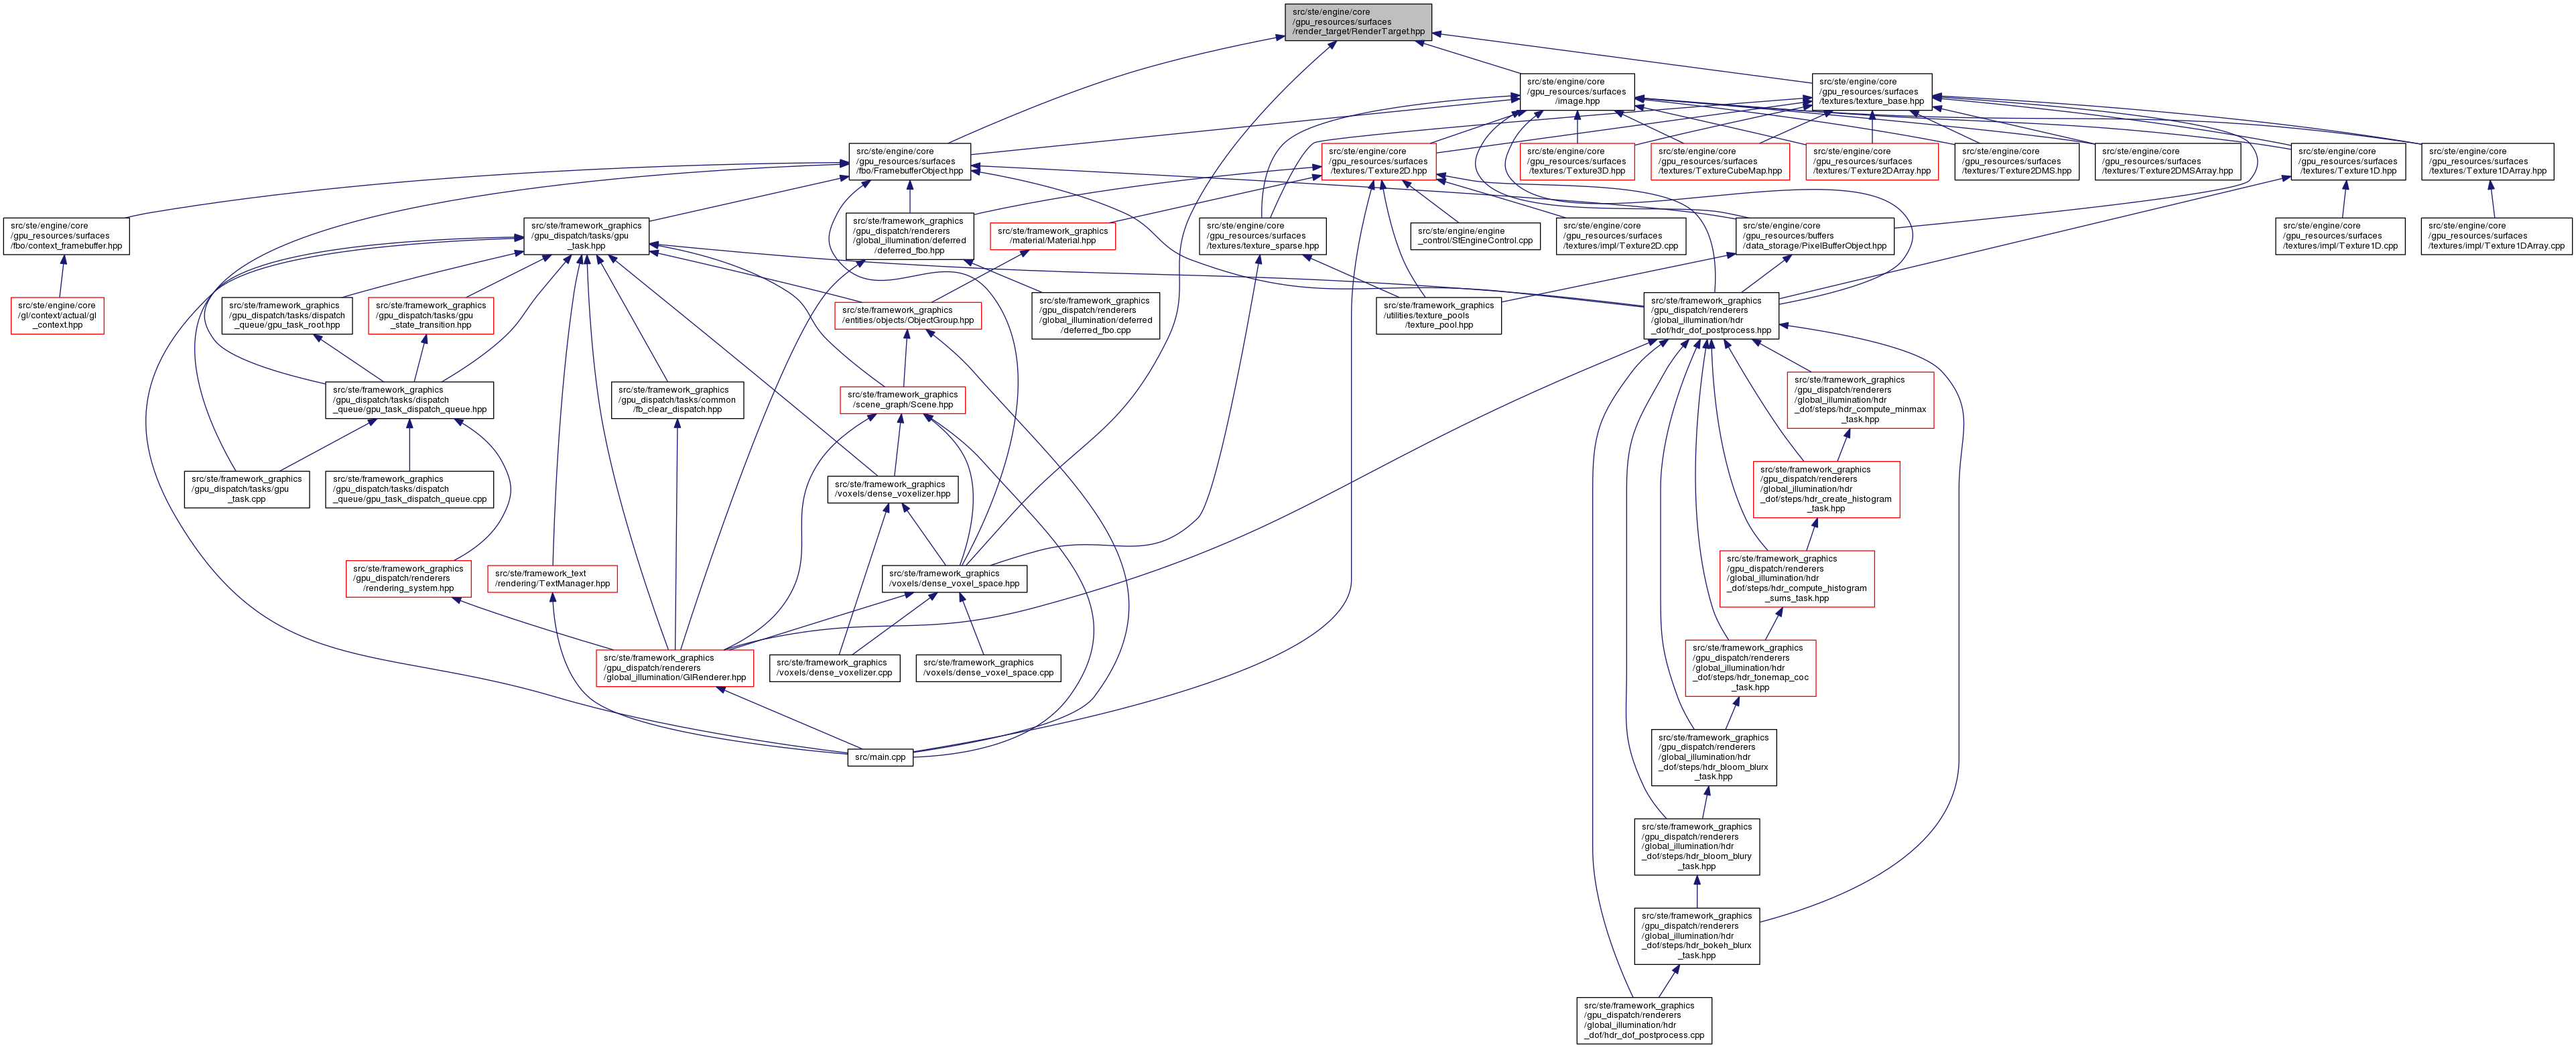 src/ste/engine/core
/gpu_resources/surfaces
/render_target/RenderTarget.hpp
src/ste/engine/core
/gpu_resources/surfaces
/image.hpp
src/ste/engine/core
/gpu_resources/surfaces
/textures/texture_base.hpp
src/ste/engine/core
/gpu_resources/surfaces
/fbo/FramebufferObject.hpp
src/ste/engine/core
/gpu_resources/surfaces
/textures/Texture2D.hpp
src/ste/engine/core
/gpu_resources/surfaces
/textures/Texture3D.hpp
src/ste/engine/core
/gpu_resources/surfaces
/textures/TextureCubeMap.hpp
src/ste/engine/core
/gpu_resources/surfaces
/textures/Texture2DArray.hpp
src/ste/engine/core
/gpu_resources/surfaces
/textures/Texture2DMS.hpp
src/ste/engine/core
/gpu_resources/surfaces
/textures/Texture2DMSArray.hpp
src/ste/engine/core
/gpu_resources/surfaces
/textures/Texture1D.hpp
src/ste/engine/core
/gpu_resources/surfaces
/textures/Texture1DArray.hpp
src/ste/engine/core
/gpu_resources/surfaces
/fbo/context_framebuffer.hpp
src/ste/framework_graphics
/gpu_dispatch/tasks/gpu
_task.hpp
src/ste/framework_graphics
/gpu_dispatch/renderers
/global_illumination/deferred
/deferred_fbo.hpp
src/ste/framework_graphics
/material/Material.hpp
src/ste/engine/core
/gpu_resources/surfaces
/textures/texture_sparse.hpp
src/ste/engine/engine
_control/StEngineControl.cpp
src/ste/engine/core
/gpu_resources/surfaces
/textures/impl/Texture2D.cpp
src/ste/engine/core
/gpu_resources/buffers
/data_storage/PixelBufferObject.hpp
src/ste/engine/core
/gpu_resources/surfaces
/textures/impl/Texture1D.cpp
src/ste/engine/core
/gpu_resources/surfaces
/textures/impl/Texture1DArray.cpp
src/ste/engine/core
/gl/context/actual/gl
_context.hpp
src/ste/framework_graphics
/gpu_dispatch/tasks/dispatch
_queue/gpu_task_root.hpp
src/ste/framework_graphics
/gpu_dispatch/tasks/gpu
_state_transition.hpp
src/ste/framework_graphics
/entities/objects/ObjectGroup.hpp
src/ste/framework_graphics
/gpu_dispatch/renderers
/global_illumination/deferred
/deferred_fbo.cpp
src/ste/framework_graphics
/utilities/texture_pools
/texture_pool.hpp
src/ste/framework_graphics
/gpu_dispatch/renderers
/global_illumination/hdr
_dof/hdr_dof_postprocess.hpp
src/ste/framework_graphics
/gpu_dispatch/tasks/dispatch
_queue/gpu_task_dispatch_queue.hpp
src/ste/framework_graphics
/gpu_dispatch/tasks/common
/fb_clear_dispatch.hpp
src/ste/framework_graphics
/scene_graph/Scene.hpp
src/ste/framework_graphics
/gpu_dispatch/renderers
/global_illumination/hdr
_dof/steps/hdr_compute_minmax
_task.hpp
src/ste/framework_graphics
/gpu_dispatch/tasks/gpu
_task.cpp
src/ste/framework_graphics
/gpu_dispatch/tasks/dispatch
_queue/gpu_task_dispatch_queue.cpp
src/ste/framework_graphics
/voxels/dense_voxelizer.hpp
src/ste/framework_graphics
/gpu_dispatch/renderers
/global_illumination/hdr
_dof/steps/hdr_create_histogram
_task.hpp
src/ste/framework_graphics
/gpu_dispatch/renderers
/rendering_system.hpp
src/ste/framework_text
/rendering/TextManager.hpp
src/ste/framework_graphics
/voxels/dense_voxel_space.hpp
src/ste/framework_graphics
/gpu_dispatch/renderers
/global_illumination/hdr
_dof/steps/hdr_compute_histogram
_sums_task.hpp
src/ste/framework_graphics
/gpu_dispatch/renderers
/global_illumination/GIRenderer.hpp
src/ste/framework_graphics
/voxels/dense_voxelizer.cpp
src/ste/framework_graphics
/voxels/dense_voxel_space.cpp
src/ste/framework_graphics
/gpu_dispatch/renderers
/global_illumination/hdr
_dof/steps/hdr_tonemap_coc
_task.hpp
src/main.cpp
src/ste/framework_graphics
/gpu_dispatch/renderers
/global_illumination/hdr
_dof/steps/hdr_bloom_blurx
_task.hpp
src/ste/framework_graphics
/gpu_dispatch/renderers
/global_illumination/hdr
_dof/steps/hdr_bloom_blury
_task.hpp
src/ste/framework_graphics
/gpu_dispatch/renderers
/global_illumination/hdr
_dof/steps/hdr_bokeh_blurx
_task.hpp
src/ste/framework_graphics
/gpu_dispatch/renderers
/global_illumination/hdr
_dof/hdr_dof_postprocess.cpp